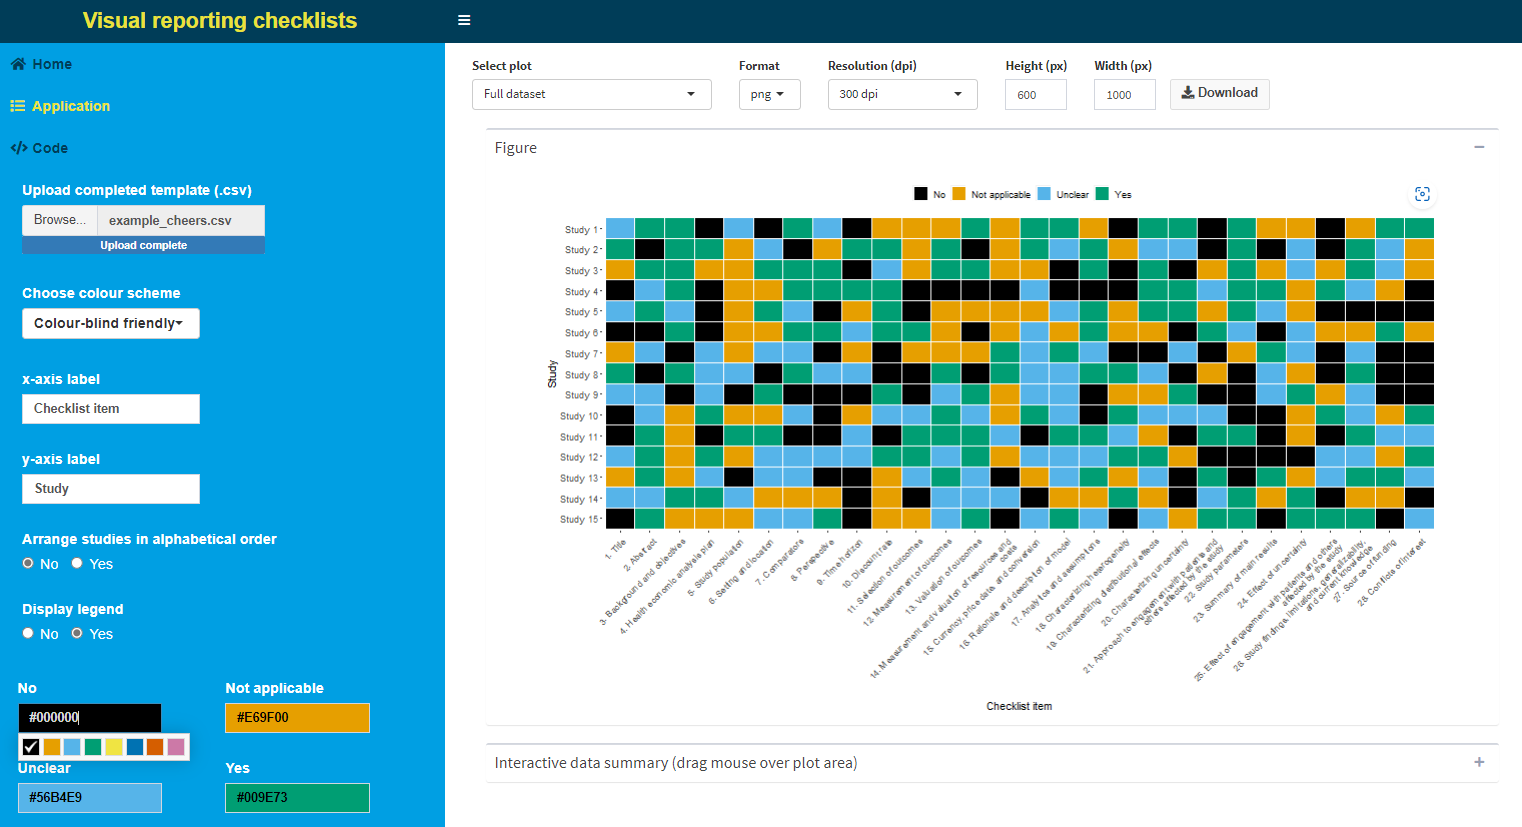 Visual reporting checklists
Home
Application
Code
Upload completed template (.csv)
Browse... example_cheers.csv
Upload complete
Choose colour scheme
Colour-blind friendly
x-axis label
Checklist item
y-axis label
Study
Arrange studies in alphabetical order
No Yes
Display legend
No Yes
No Not applicable
#000000 #E69F00
Unclear Yes
#56B4E9 #009E73
Select plot Format Resolution (dpi) Height (px) Width (px)
Full dataset png 300 dpi 600 1000 Download
Figure
No Not applicable Unclear Yes
Study
Study 1
Study 2
Study 3
Study 4
Study 5
Study 6
Study 7
Study 8
Study 9
Study 10
Study 11
Study 12
Study 13
Study 14
Study 15
1. Title
2. Abstract
3. Background and objectives
4. Health economic analysis plan
5. Study population
6. Setting and location
7. Comparators
8. Perspective
9. Time horizon
10. Discount rate
11. Selection of outcomes
12. Measurement of outcomes
13. Valuation of outcomes
14. Measurement and valuation of resources and
costs
15. Currency, price date, and conversion
16. Rationale and description of model
17. Analytics and assumptions
18. Characterizing heterogeneity
19. Characterizing distributional effects
20. Characterizing uncertainty
21. Approach to engagement with patients and
others affected by the study
22. Study parameters
23. Summary of main results
24. Effect of uncertainty
25. Effect of engagement with patients and others
affected by the study
26. Study findings, limitations, generalizability,
and current knowledge
27. Source of funding
28. Conflicts of interest
Checklist item
Interactive data summary (drag mouse over plot area)